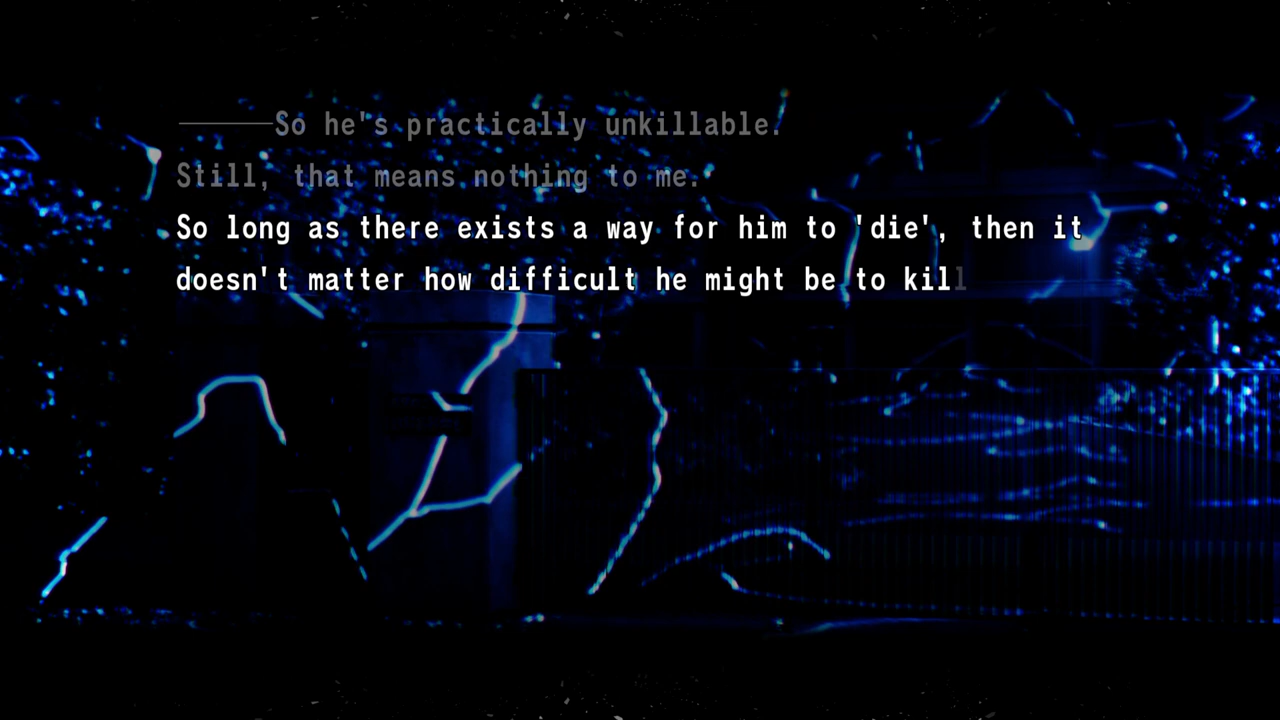 ———So he's practically unkillable.
Still, that means nothing to me.
So long as there exists a way for him to 'die', then it
doesn't matter how difficult he might be to kill